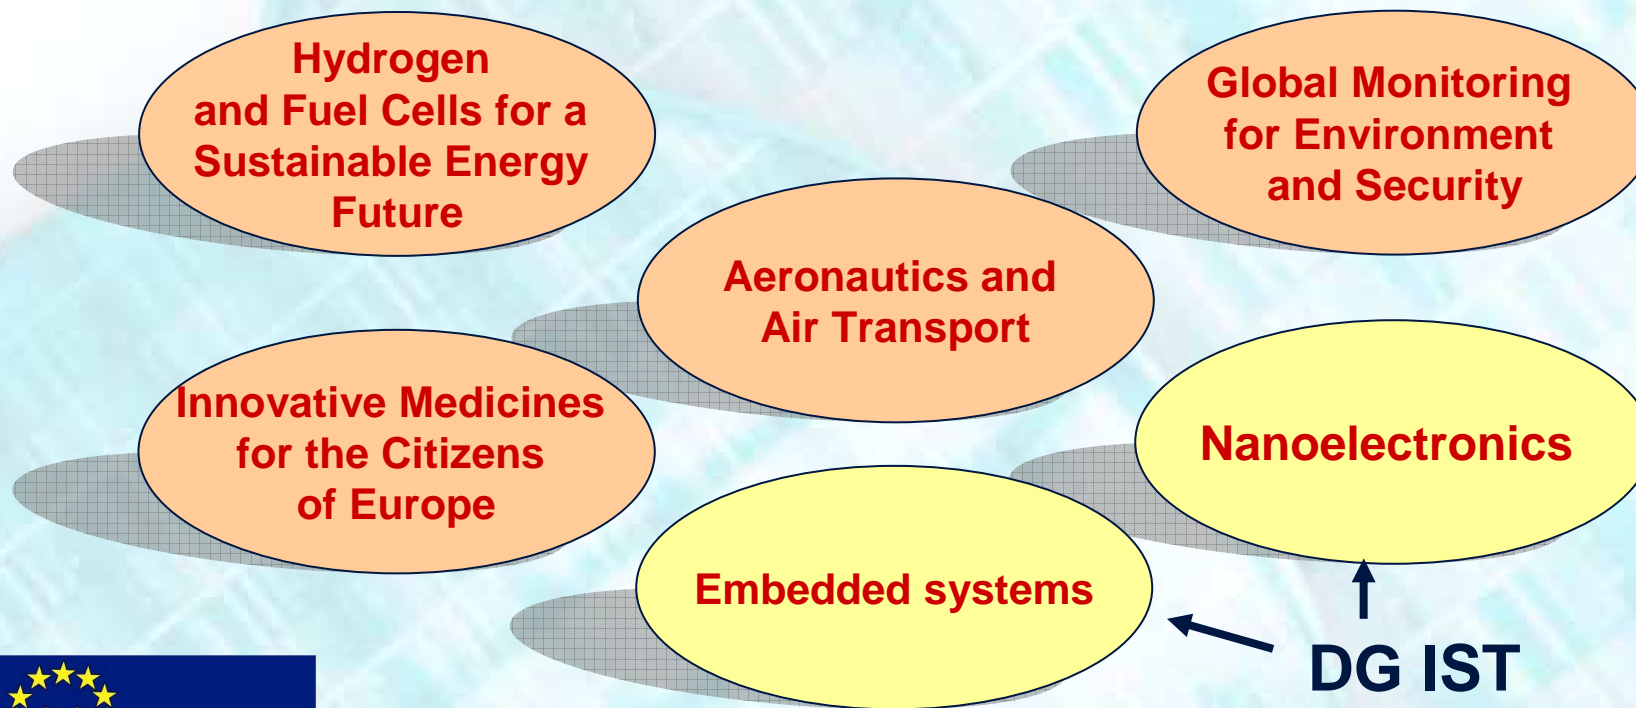 Hydrogen
and Fuel Cells for a
Sustainable Energy
Future
Global Monitoring
for Environment
and Security
Aeronautics and
Air Transport
Innovative Medicines
for the Citizens
of Europe
Nanoelectronics
Embedded systems
DG IST